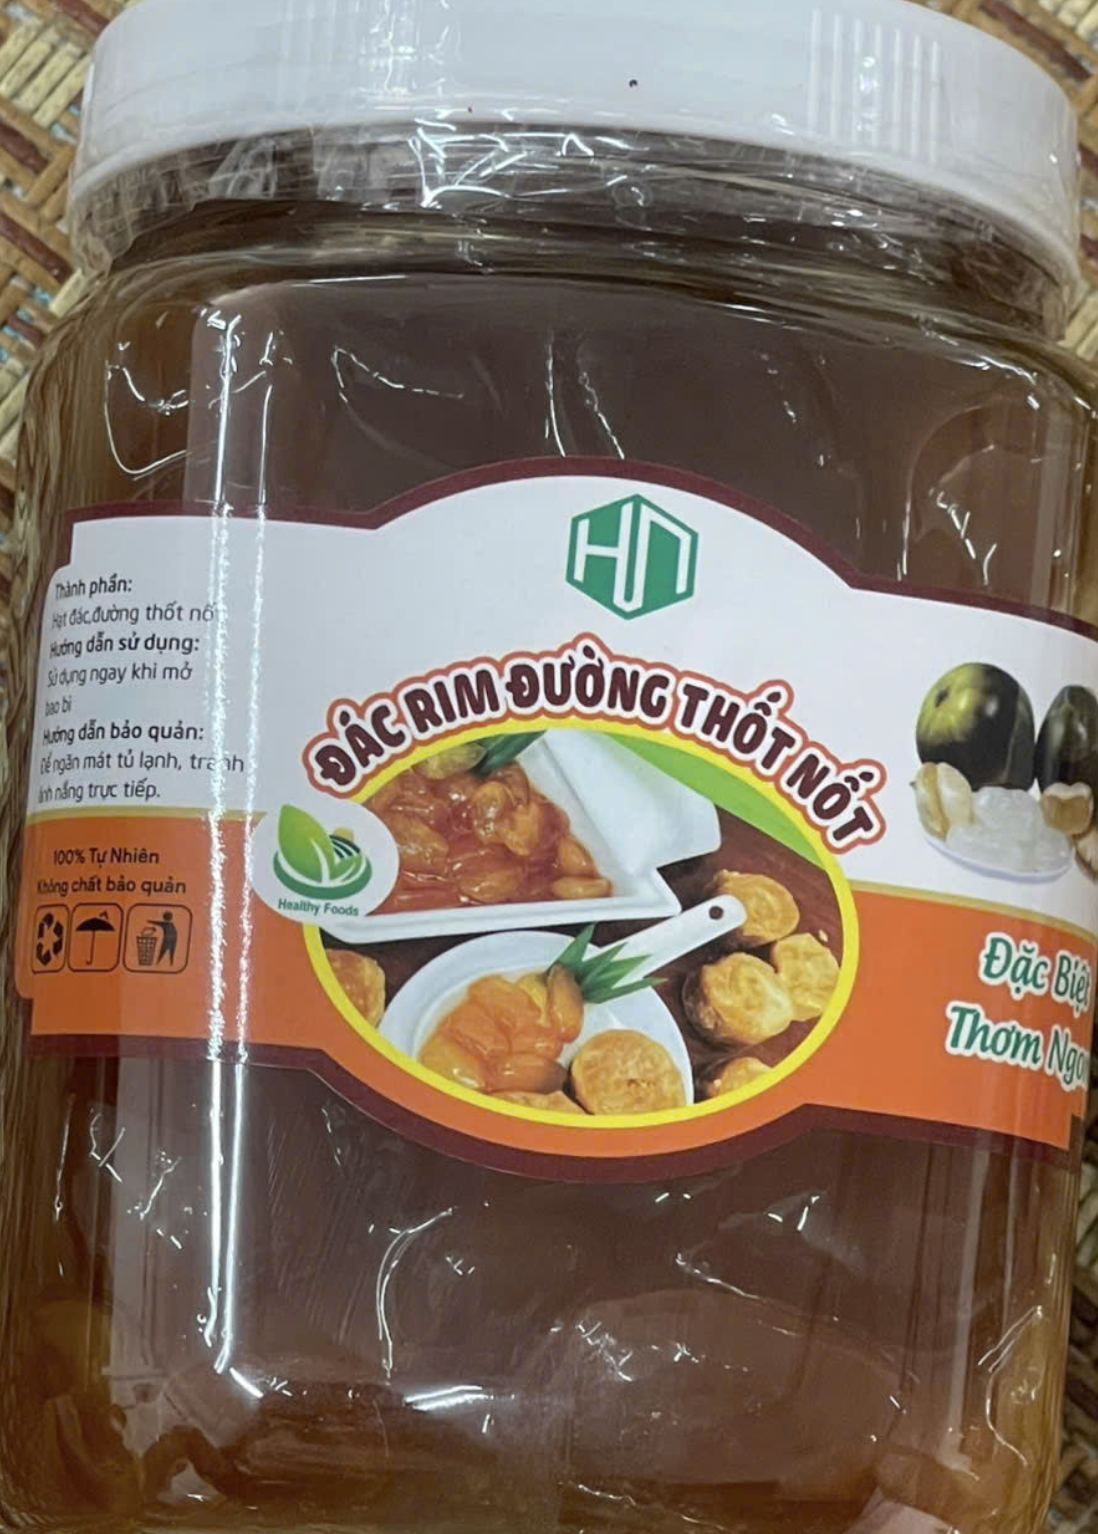 HN
ĐÁC RIM ĐƯỜNG THỐT NỐT
Thành phần:
Hạt đác,đường thốt nốt
Hướng dẫn sử dụng:
Sử dụng ngay khi mở
bao bì
Hướng dẫn bảo quản:
Để ngăn mát tủ lạnh, tránh
ánh nắng trực tiếp.
100% Tự Nhiên
Không chất bảo quản
Healthy Foods
Đặc Biệt
Thơm Ngon